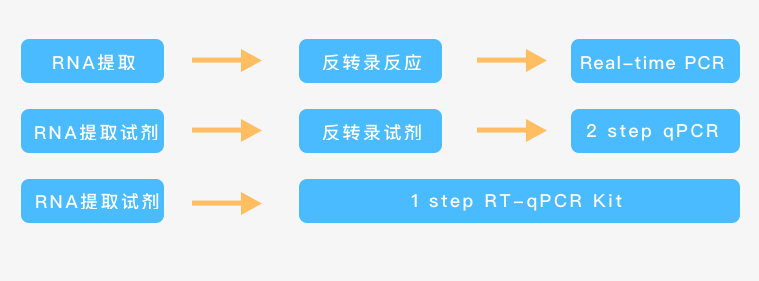 RNA提取
反转录反应
Real-time PCR
RNA提取试剂
反转录试剂
2 step qPCR
RNA提取试剂
1 step RT-qPCR Kit